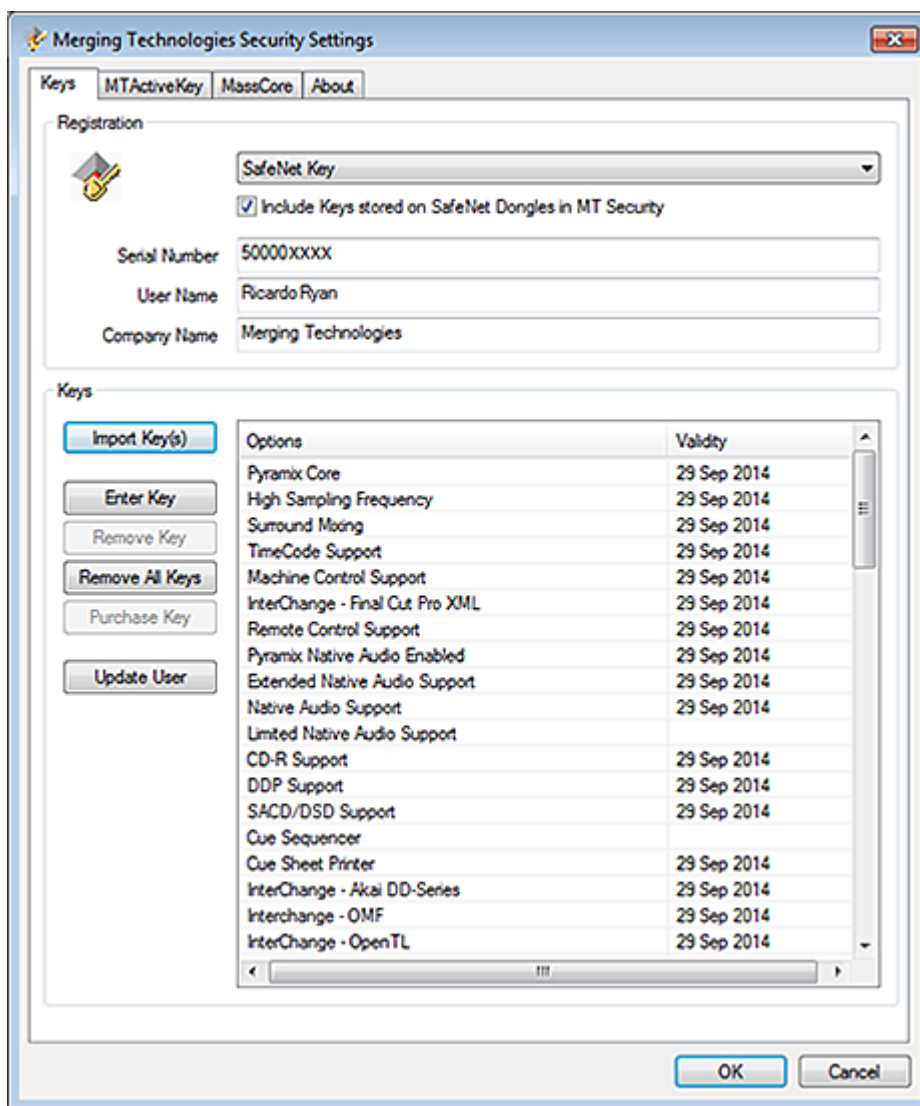 Merging Technologies Security Settings
Keys MTActiveKey MassCore About
Registration
SafeNet Key
Include Keys stored on SafeNet Dongles in MT Security
Serial Number 50000XXXX
User Name Ricardo Ryan
Company Name Merging Technologies
Keys
Import Key(s)
Enter Key
Remove Key
Remove All Keys
Purchase Key
Update User
Options Validity
Pyramix Core 29 Sep 2014
High Sampling Frequency 29 Sep 2014
Surround Mixing 29 Sep 2014
TimeCode Support 29 Sep 2014
Machine Control Support 29 Sep 2014
InterChange - Final Cut Pro XML 29 Sep 2014
Remote Control Support 29 Sep 2014
Pyramix Native Audio Enabled 29 Sep 2014
Extended Native Audio Support 29 Sep 2014
Native Audio Support 29 Sep 2014
Limted Native Audio Support
CD-R Support 29 Sep 2014
DDP Support 29 Sep 2014
SACD/DSD Support 29 Sep 2014
Cue Sequencer
Cue Sheet Printer 29 Sep 2014
InterChange - Akai DD-Series 29 Sep 2014
Interchange - OMF 29 Sep 2014
InterChange - OpenTL 29 Sep 2014
OK Cancel